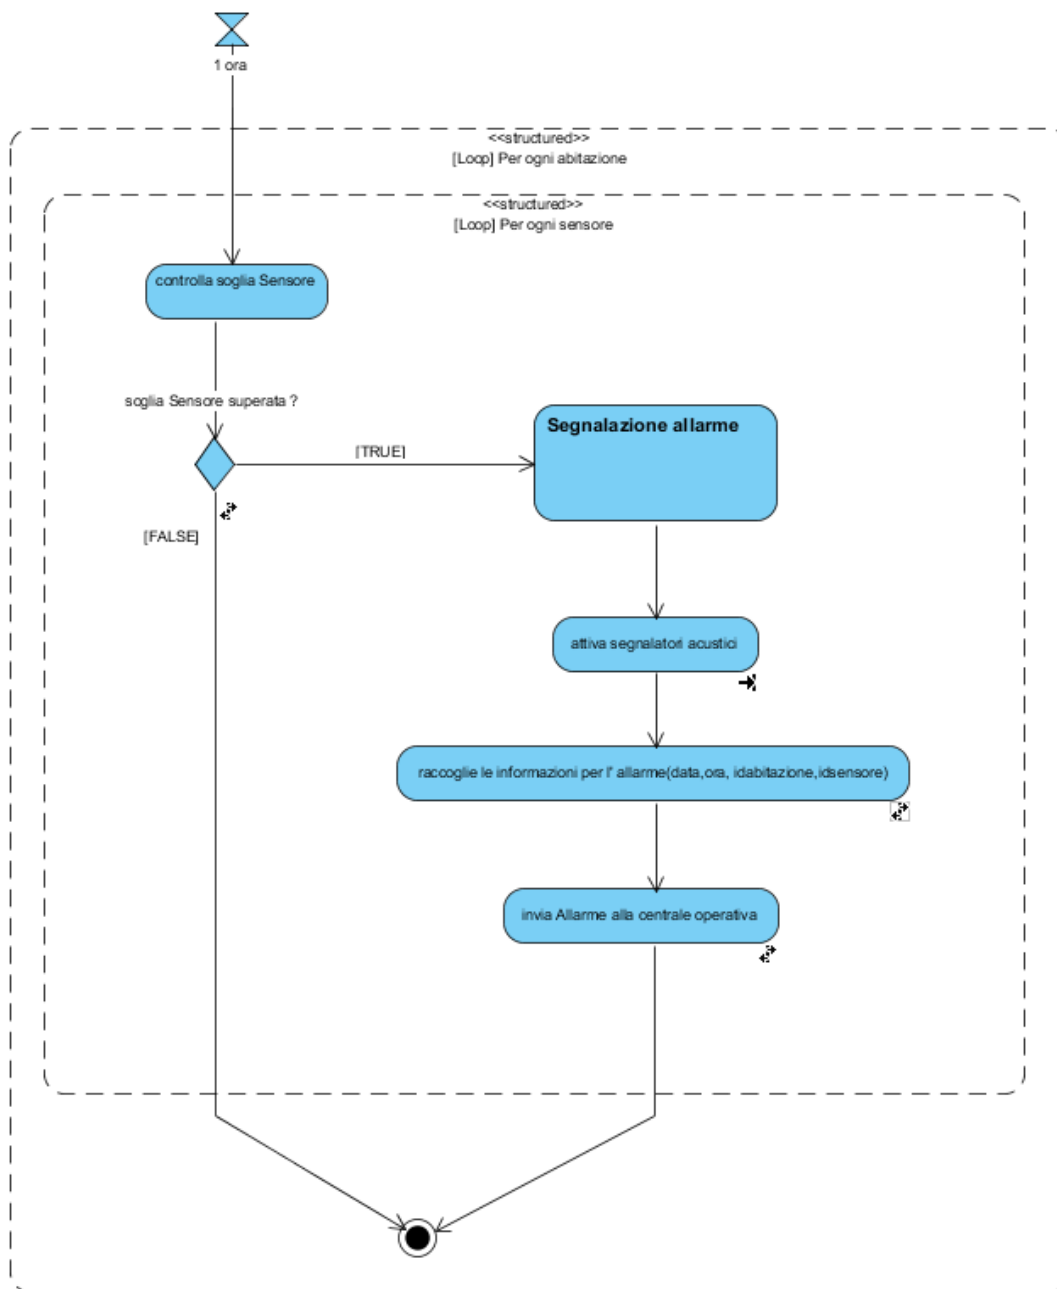 1 ora
<<structured>>
[Loop] Per ogni abitazione
<<structured>>
[Loop] Per ogni sensore
controlla soglia Sensore
soglia Sensore superata ?
Segnalazione allarme
[TRUE]
[FALSE]
attiva segnalatori acustici
raccoglie le informazioni per l' allarme(data,ora, idabitazione,idsensore)
invia Allarme alla centrale operativa